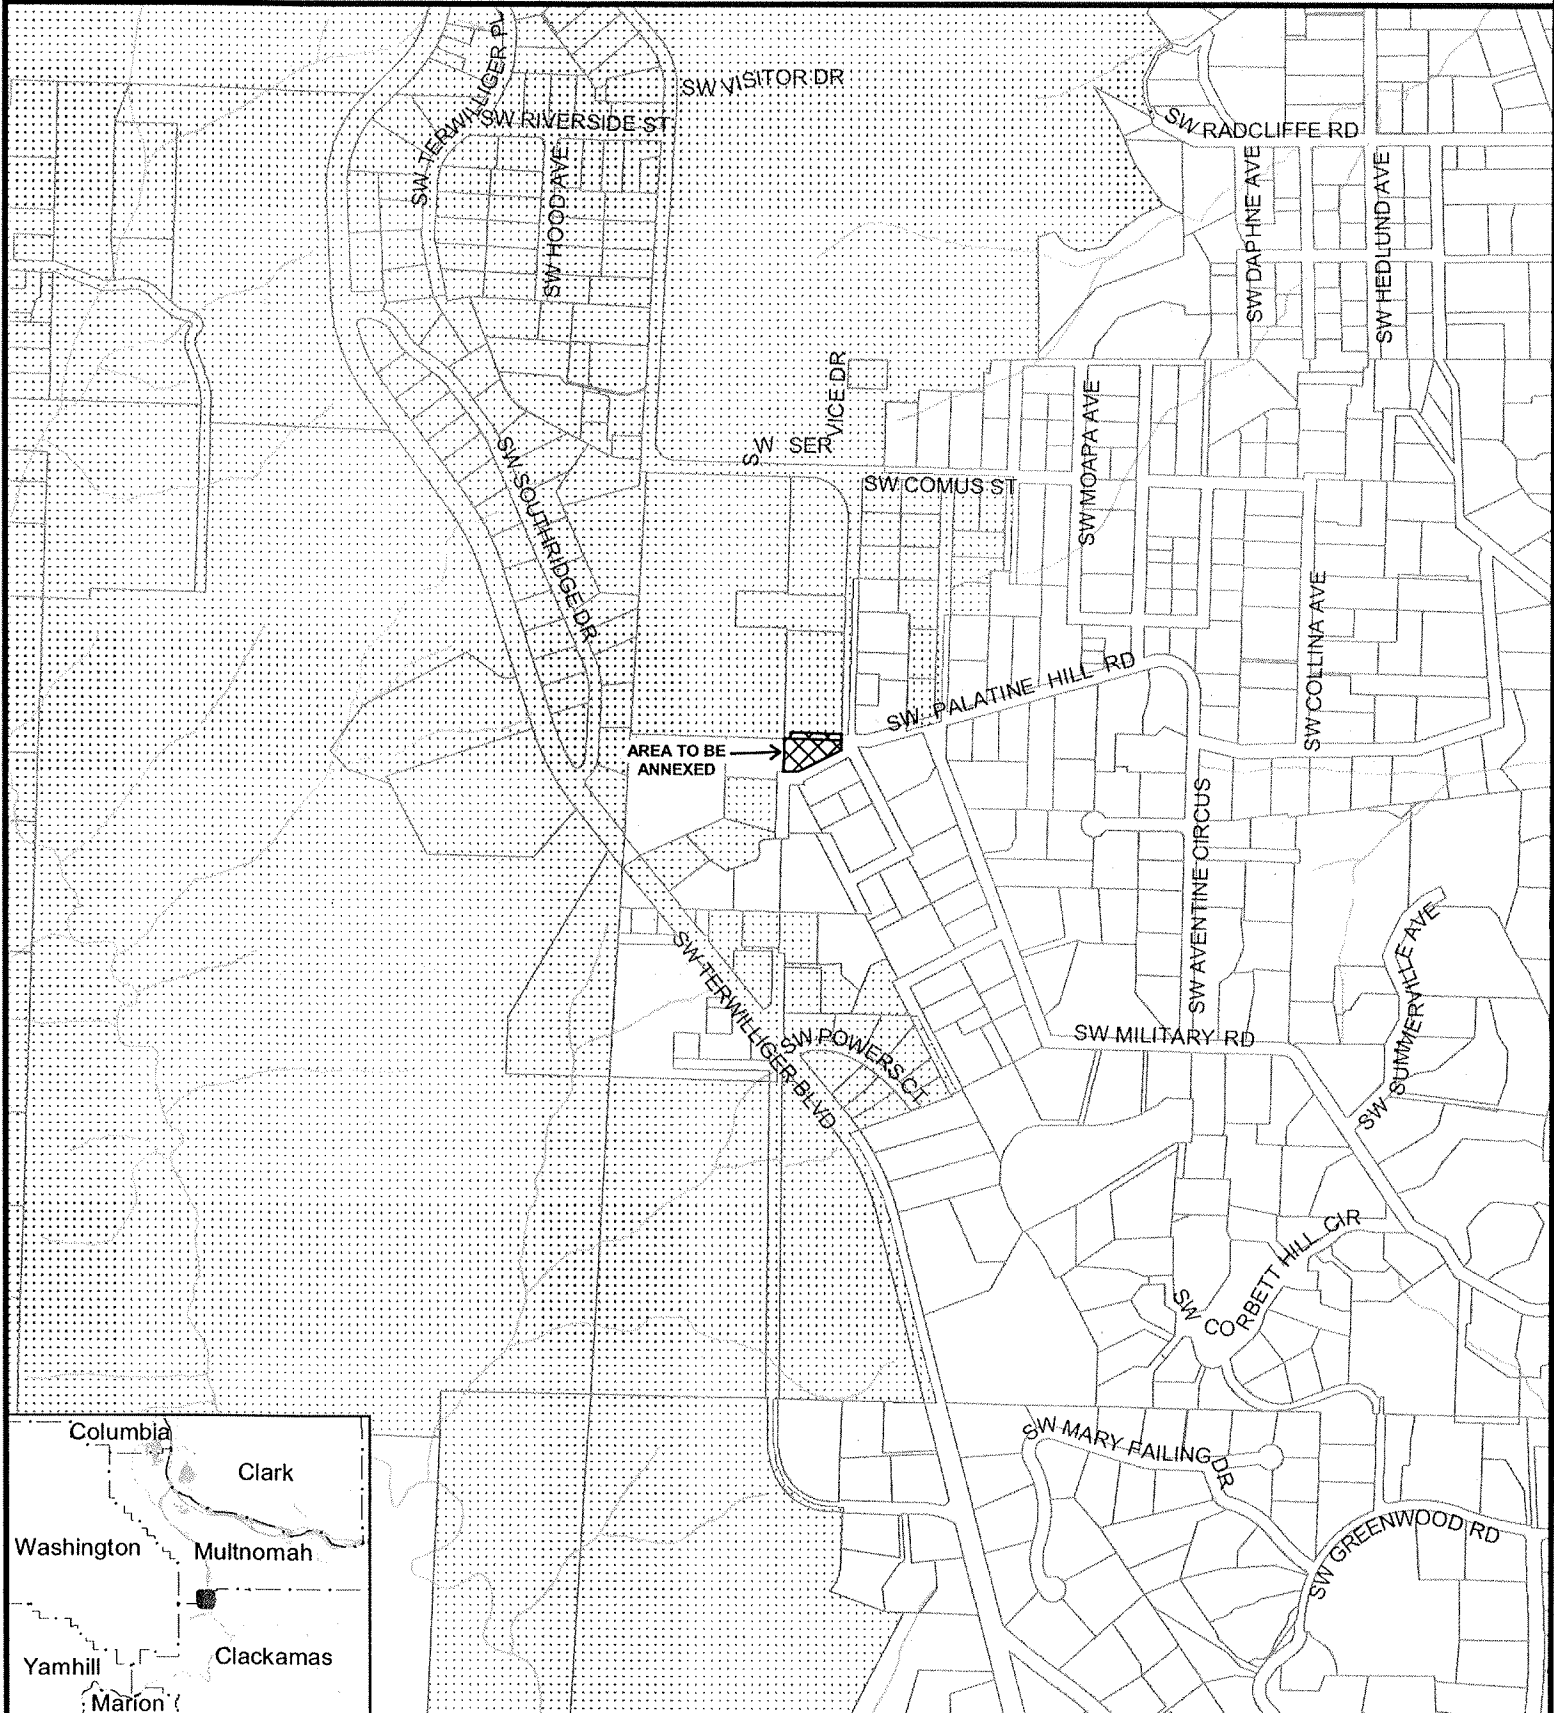 SW TERWILLIGER PL
SW VISITOR DR
SW RIVERSIDE ST
SW HOOD AVE
SW RADCLIFFE RD
SW DAPHNE AVE
SW HEDLUND AVE
SW SERVICE DR
SW COMUS ST
SW MOAPA AVE
SW SOUTHRIDGE DR
SW COLLINA AVE
SW PALATINE HILL RD
AREA TO BE
ANNEXED
SW AVENTINE CIRCUS
SW SUMMERVILLE AVE
SW TERWILLIGER BLVD
SW POWERS CT
SW MILITARY RD
SW CORBETT HILL CIR
SW MARY FAILING DR
SW GREENWOOD RD
Columbia
Clark
Washington
Multnomah
Clackamas
Yamhill
Marion